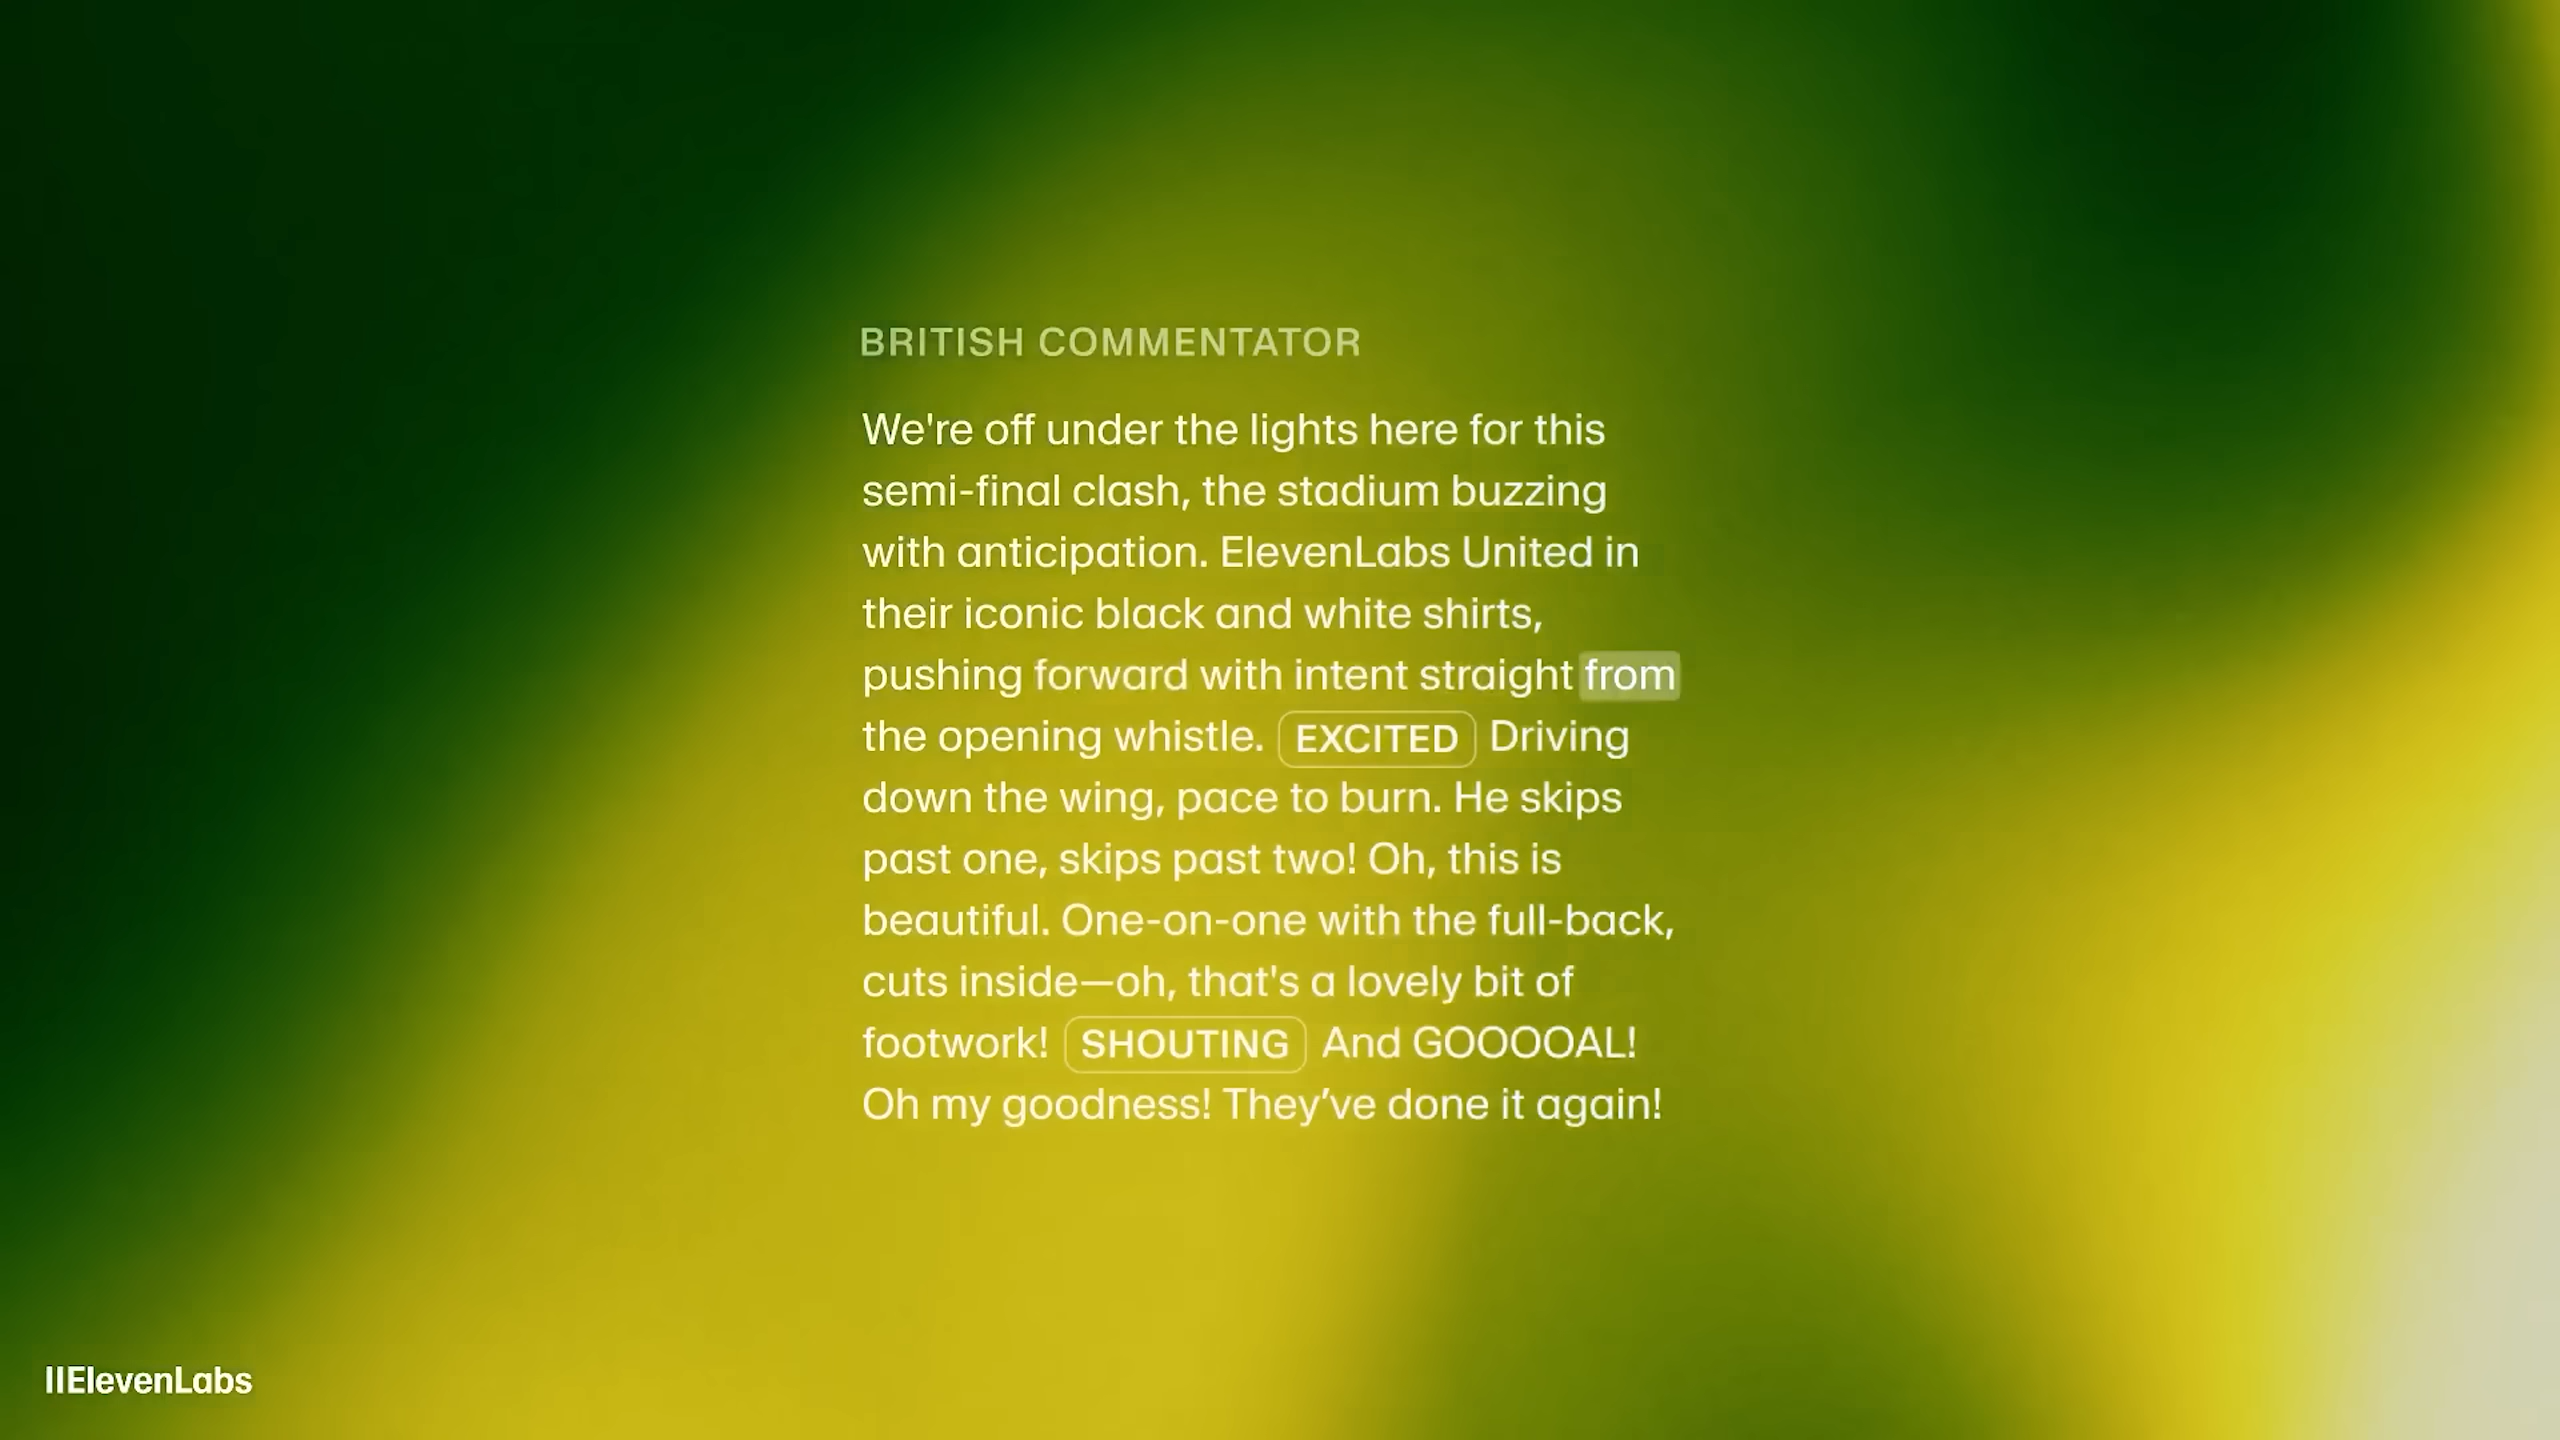 BRITISH COMMENTATOR
We're off under the lights here for this
semi-final clash, the stadium buzzing
with anticipation. ElevenLabs United in
their iconic black and white shirts,
pushing forward with intent straight from
the opening whistle. EXCITED Driving
down the wing, pace to burn. He skips
past one, skips past two! Oh, this is
beautiful. One-on-one with the full-back,
cuts inside—oh, that's a lovely bit of
footwork! SHOUTING And GOOOOAL!
Oh my goodness! They’ve done it again!
IIElevenLabs